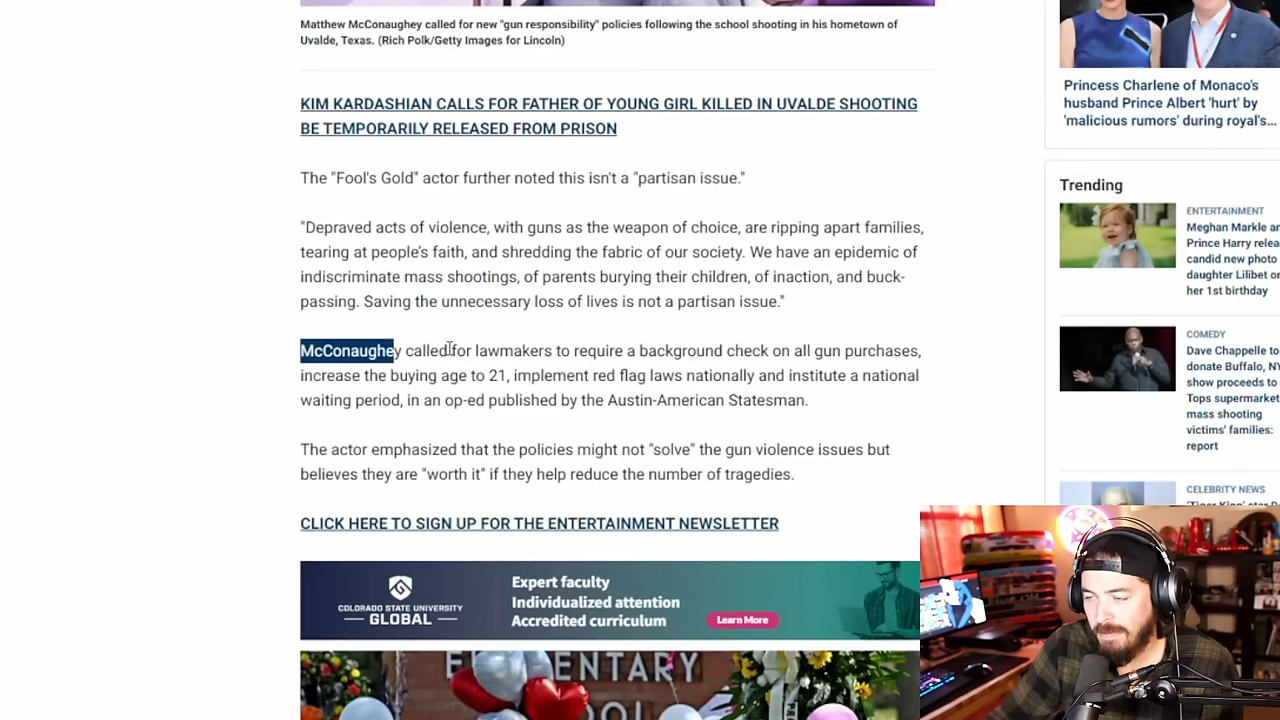 Matthew McConaughey called for new "gun responsibility" policies following the school shooting in his hometown of
Uvalde, Texas. (Rich Polk/Getty Images for Lincoln)
KIM KARDASHIAN CALLS FOR FATHER OF YOUNG GIRL KILLED IN UVALDE SHOOTING
BE TEMPORARILY RELEASED FROM PRISON
The "Fool's Gold" actor further noted this isn't a "partisan issue."
"Depraved acts of violence, with guns as the weapon of choice, are ripping apart families,
tearing at people's faith, and shredding the fabric of our society. We have an epidemic of
indiscriminate mass shootings, of parents burying their children, of inaction, and buck-
passing. Saving the unnecessary loss of lives is not a partisan issue."
McConaughey called for lawmakers to require a background check on all gun purchases,
increase the buying age to 21, implement red flag laws nationally and institute a national
waiting period, in an op-ed published by the Austin-American Statesman.
The actor emphasized that the policies might not "solve" the gun violence issues but
believes they are "worth it" if they help reduce the number of tragedies.
CLICK HERE TO SIGN UP FOR THE ENTERTAINMENT NEWSLETTER
COLORADO STATE UNIVERSITY
GLOBAL
Expert faculty
Individualized attention
Accredited curriculum
Learn More
Princess Charlene of Monaco's
husband Prince Albert 'hurt' by
'malicious rumors' during royal's...
Trending
ENTERTAINMENT
Meghan Markle an
Prince Harry relea
candid new photo
daughter Lilibet on
her 1st birthday
COMEDY
Dave Chappelle to
donate Buffalo, NY
show proceeds to
Tops supermarket
mass shooting
victims' families:
report
CELEBRITY NEWS